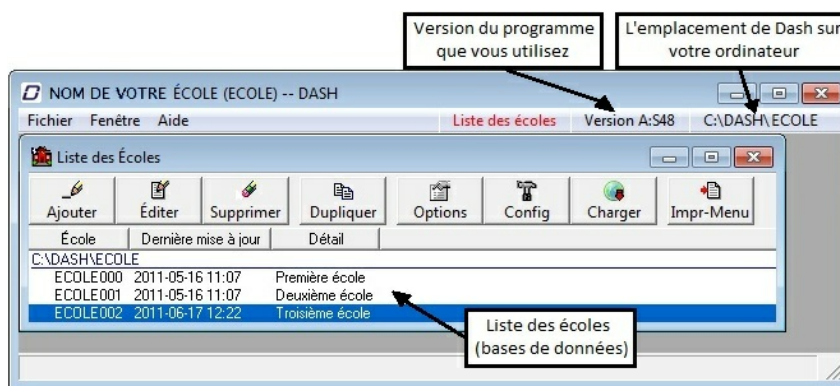 Version du programme
que vous utilisez
L'emplacement de Dash sur
votre ordinateur
NOM DE VOTRE ÉCOLE (ECOLE) -- DASH
Fichier Fenêtre Aide Liste des écoles Version A:S48 C:\DASH\ECOLE
Liste des Écoles
Ajouter Éditer Supprimer Dupliquer Options Config Charger Impr-Menu
École Dernière mise à jour Détail
C:\DASH\ECOLE
ECOLE000 2011-05-16 11:07 Première école
ECOLE001 2011-05-16 11:07 Deuxième école
ECOLE002 2011-06-17 12:22 Troisième école
Liste des écoles
(bases de données)